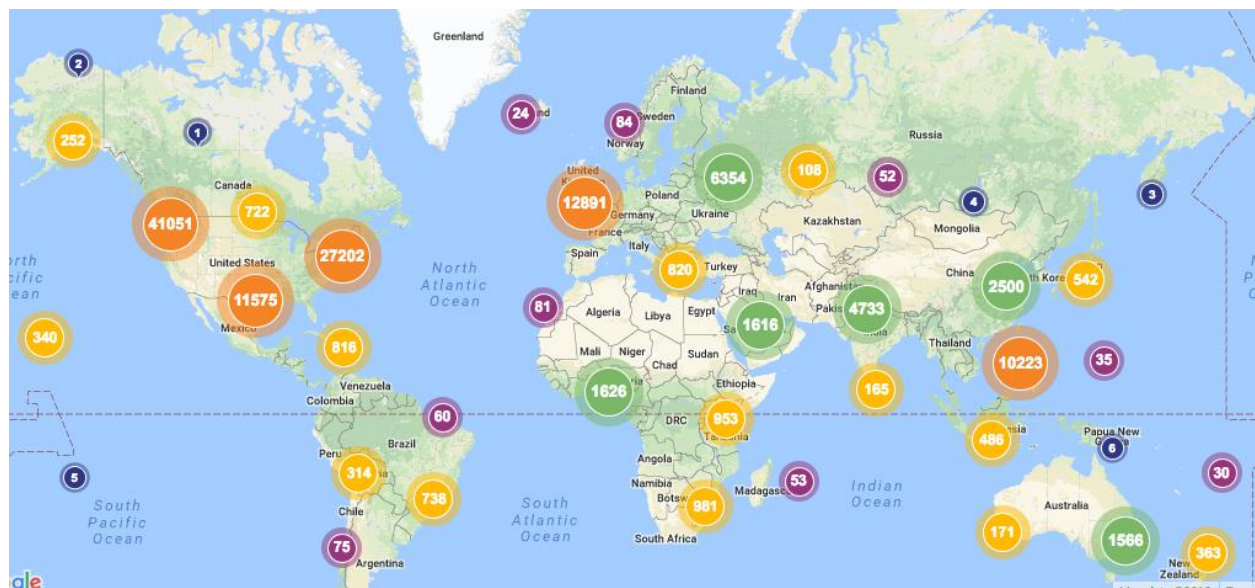 Greenland
2
Finland
24
84
Sweden
Norway
Russia
252
1
United
108
52
6354
Canada
Poland
3
4
12891
41051
722
Germany
Ukraine
Kazakhstan
Mongolia
France
27202
Italy
Spain
820
Turkey
United States
North
Atlantic
Ocean
China
South Korea
542
2500
11575
81
Algeria
Libya
Egypt
Iraq
Iran
Afghanistan
4733
India
Mexico
1616
340
816
Mali
Niger
Chad
Sudan
Thailand
10223
35
Venezuela
Colombia
1626
Ethiopia
165
60
DRC
953
Tanzania
486
Papua New
6
Brazil
314
Angola
738
Namibia
53
Madagascar
Indian
Ocean
30
5
South
Pacific
Ocean
South
Atlantic
Ocean
981
Australia
Chile
171
1566
75
South Africa
Argentina
363
New
Zealand